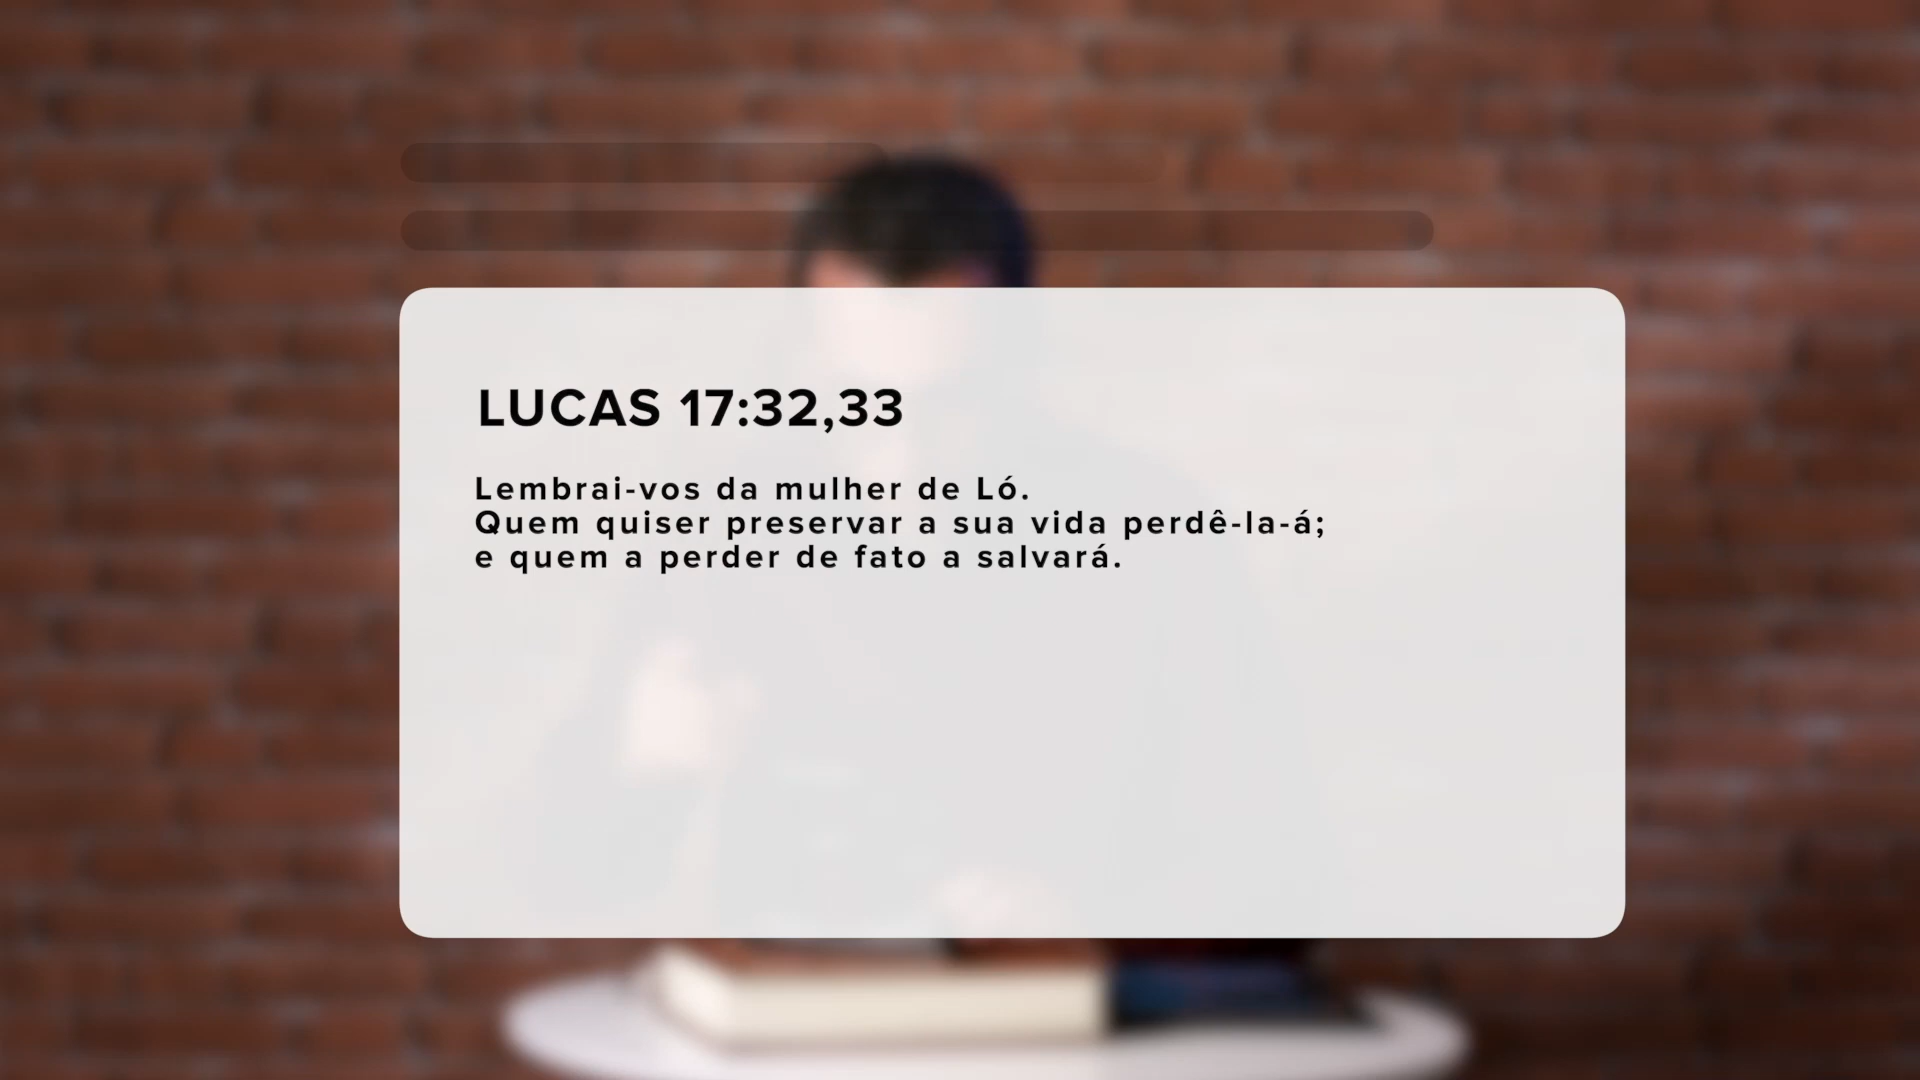 LUCAS 17:32,33
Lembrai-vos da mulher de Ló.
Quem quiser preservar a sua vida perdê-la-á;
e quem a perder de fato a salvará.